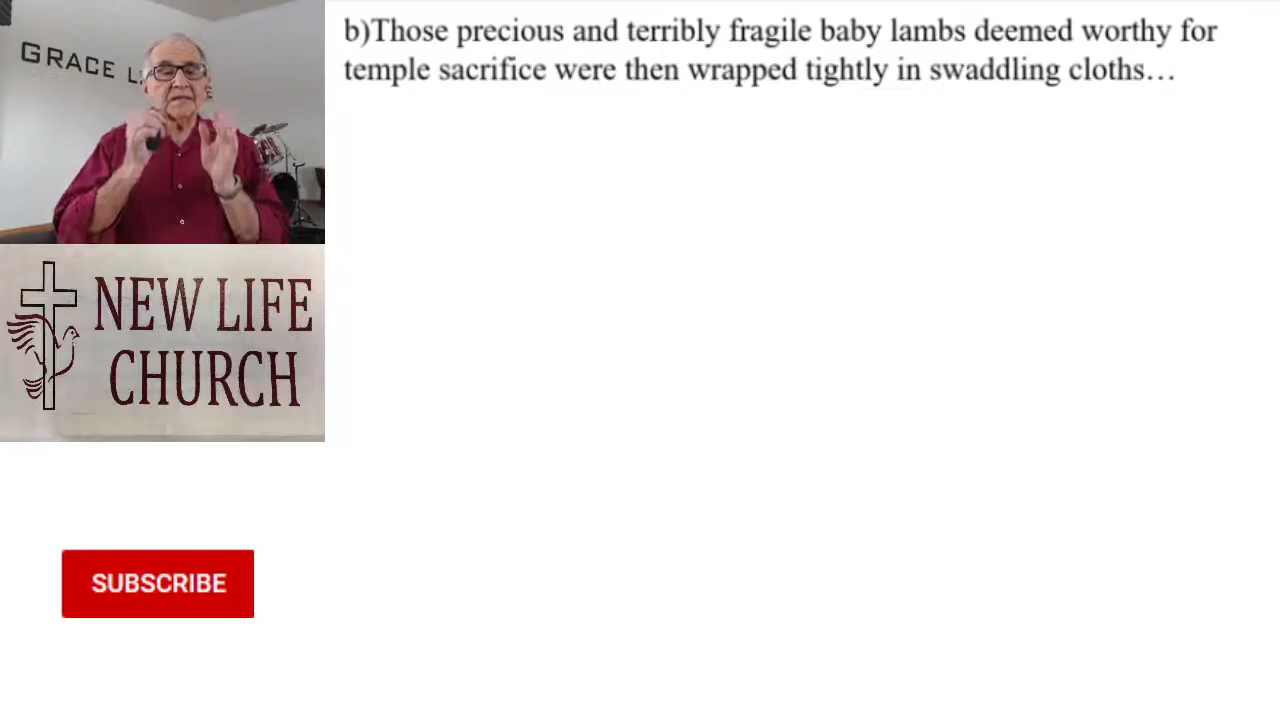 GRACE
b)Those precious and terribly fragile baby lambs deemed worthy for
temple sacrifice were then wrapped tightly in swaddling cloths…
NEW LIFE
CHURCH
SUBSCRIBE